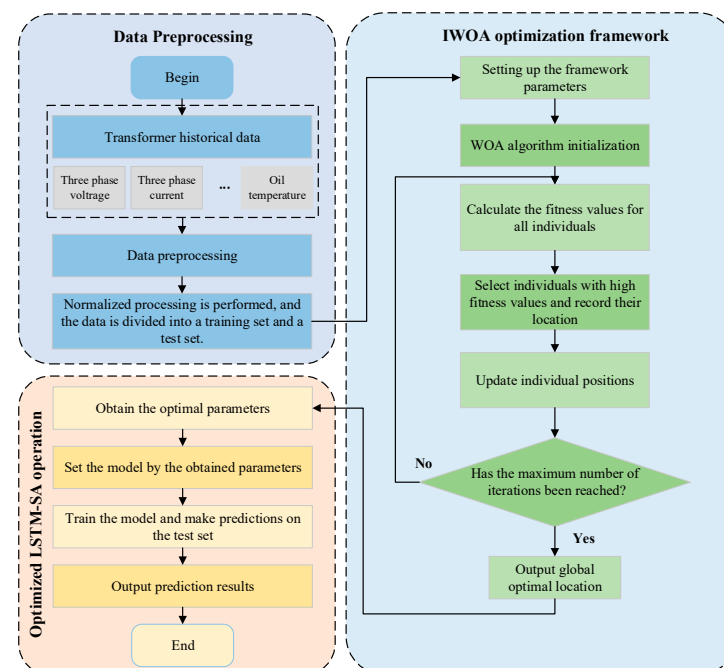 Data Preprocessing
Begin
Transformer historical data
Three phase
voltrage
Three phase
current
...
Oil
temperature
Data preprocessing
Normalized processing is performed, and
the data is divided into a training set and a
test set.
IWOA optimization framework
Setting up the framework
parameters
WOA algorithm initialization
Calculate the fitness values for
all individuals
Select individuals with high
fitness values and record their
location
Update individual positions
No
Has the maximum number of
iterations been reached?
Yes
Output global
optimal location
Optimized LSTM-SA operation
Obtain the optimal parameters
Set the model by the obtained parameters
Train the model and make predictions on
the test set
Output prediction results
End